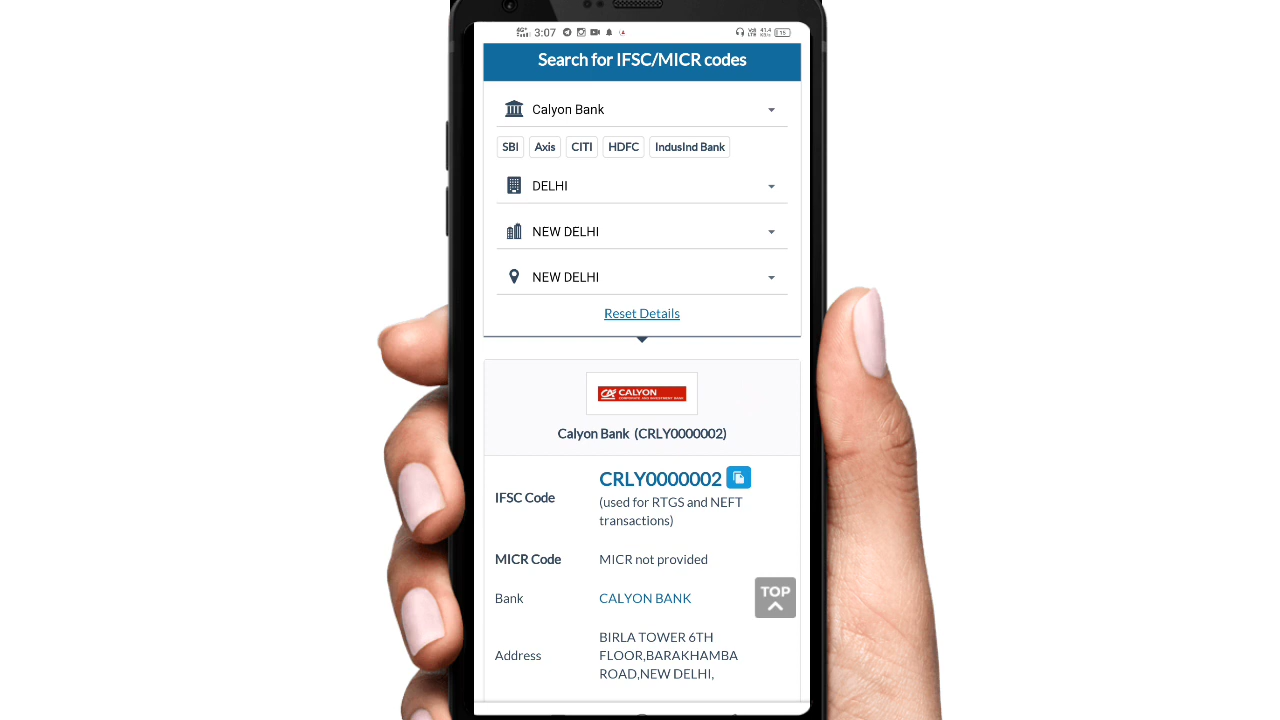 3:07
Search for IFSC/MICR codes
Calyon Bank
SBI Axis CITI HDFC IndusInd Bank
DELHI
NEW DELHI
NEW DELHI
Reset Details
CALYON
Calyon Bank (CRLY0000002)
IFSC Code CRLY0000002
(used for RTGS and NEFT
transactions)
MICR Code MICR not provided
Bank CALYON BANK
TOP
Address BIRLA TOWER 6TH
FLOOR,BARAKHAMBA
ROAD,NEW DELHI,